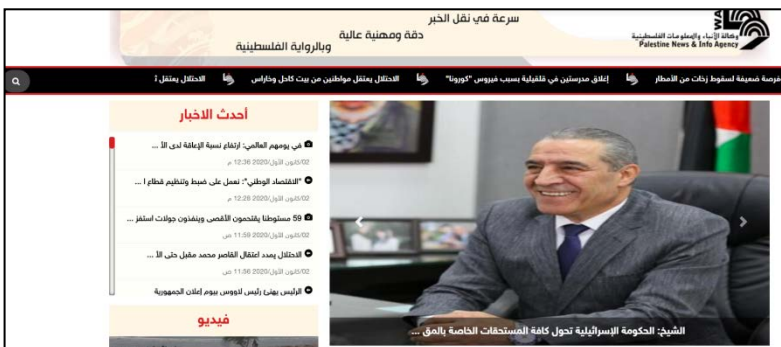 سرعة في نقل الخبر
دقة ومهنية عالية
وبالرواية الفلسطينية
WA
وكالة الأنباء والمعلومات الفلسطينية
Palestine News & Info Agency
فرصة ضعيفة لسقوط زخات من الأمطار
إغلاق مدرستين في قلقيلية بسبب فيروس "كورونا"
الاحتلال يعتقل مواطنين من بيت كاحل وخاراس
الاحتلال يعتقل
أحدث الاخبار
في يومهم العالمي: ارتفاع نسبة الإعاقة لدى الأ ...
02/كانون الأول/2020 12:36 م
"الاقتصاد الوطني": نعمل على ضبط وتنظيم قطاع ا ...
02/كانون الأول/2020 12:26 م
59 مستوطنا يقتحمون الأقصى وينفذون جولات استفز ...
02/كانون الأول/2020 11:59 ص
الاحتلال يمدد اعتقال القاصر محمد مقبل حتى الأ ...
02/كانون الأول/2020 11:36 ص
الرئيس يهنئ رئيس لاووس بيوم إعلان الجمهورية
فيديو
الشيخ: الحكومة الإسرائيلية تحول كافة المستحقات الخاصة بالمق ...